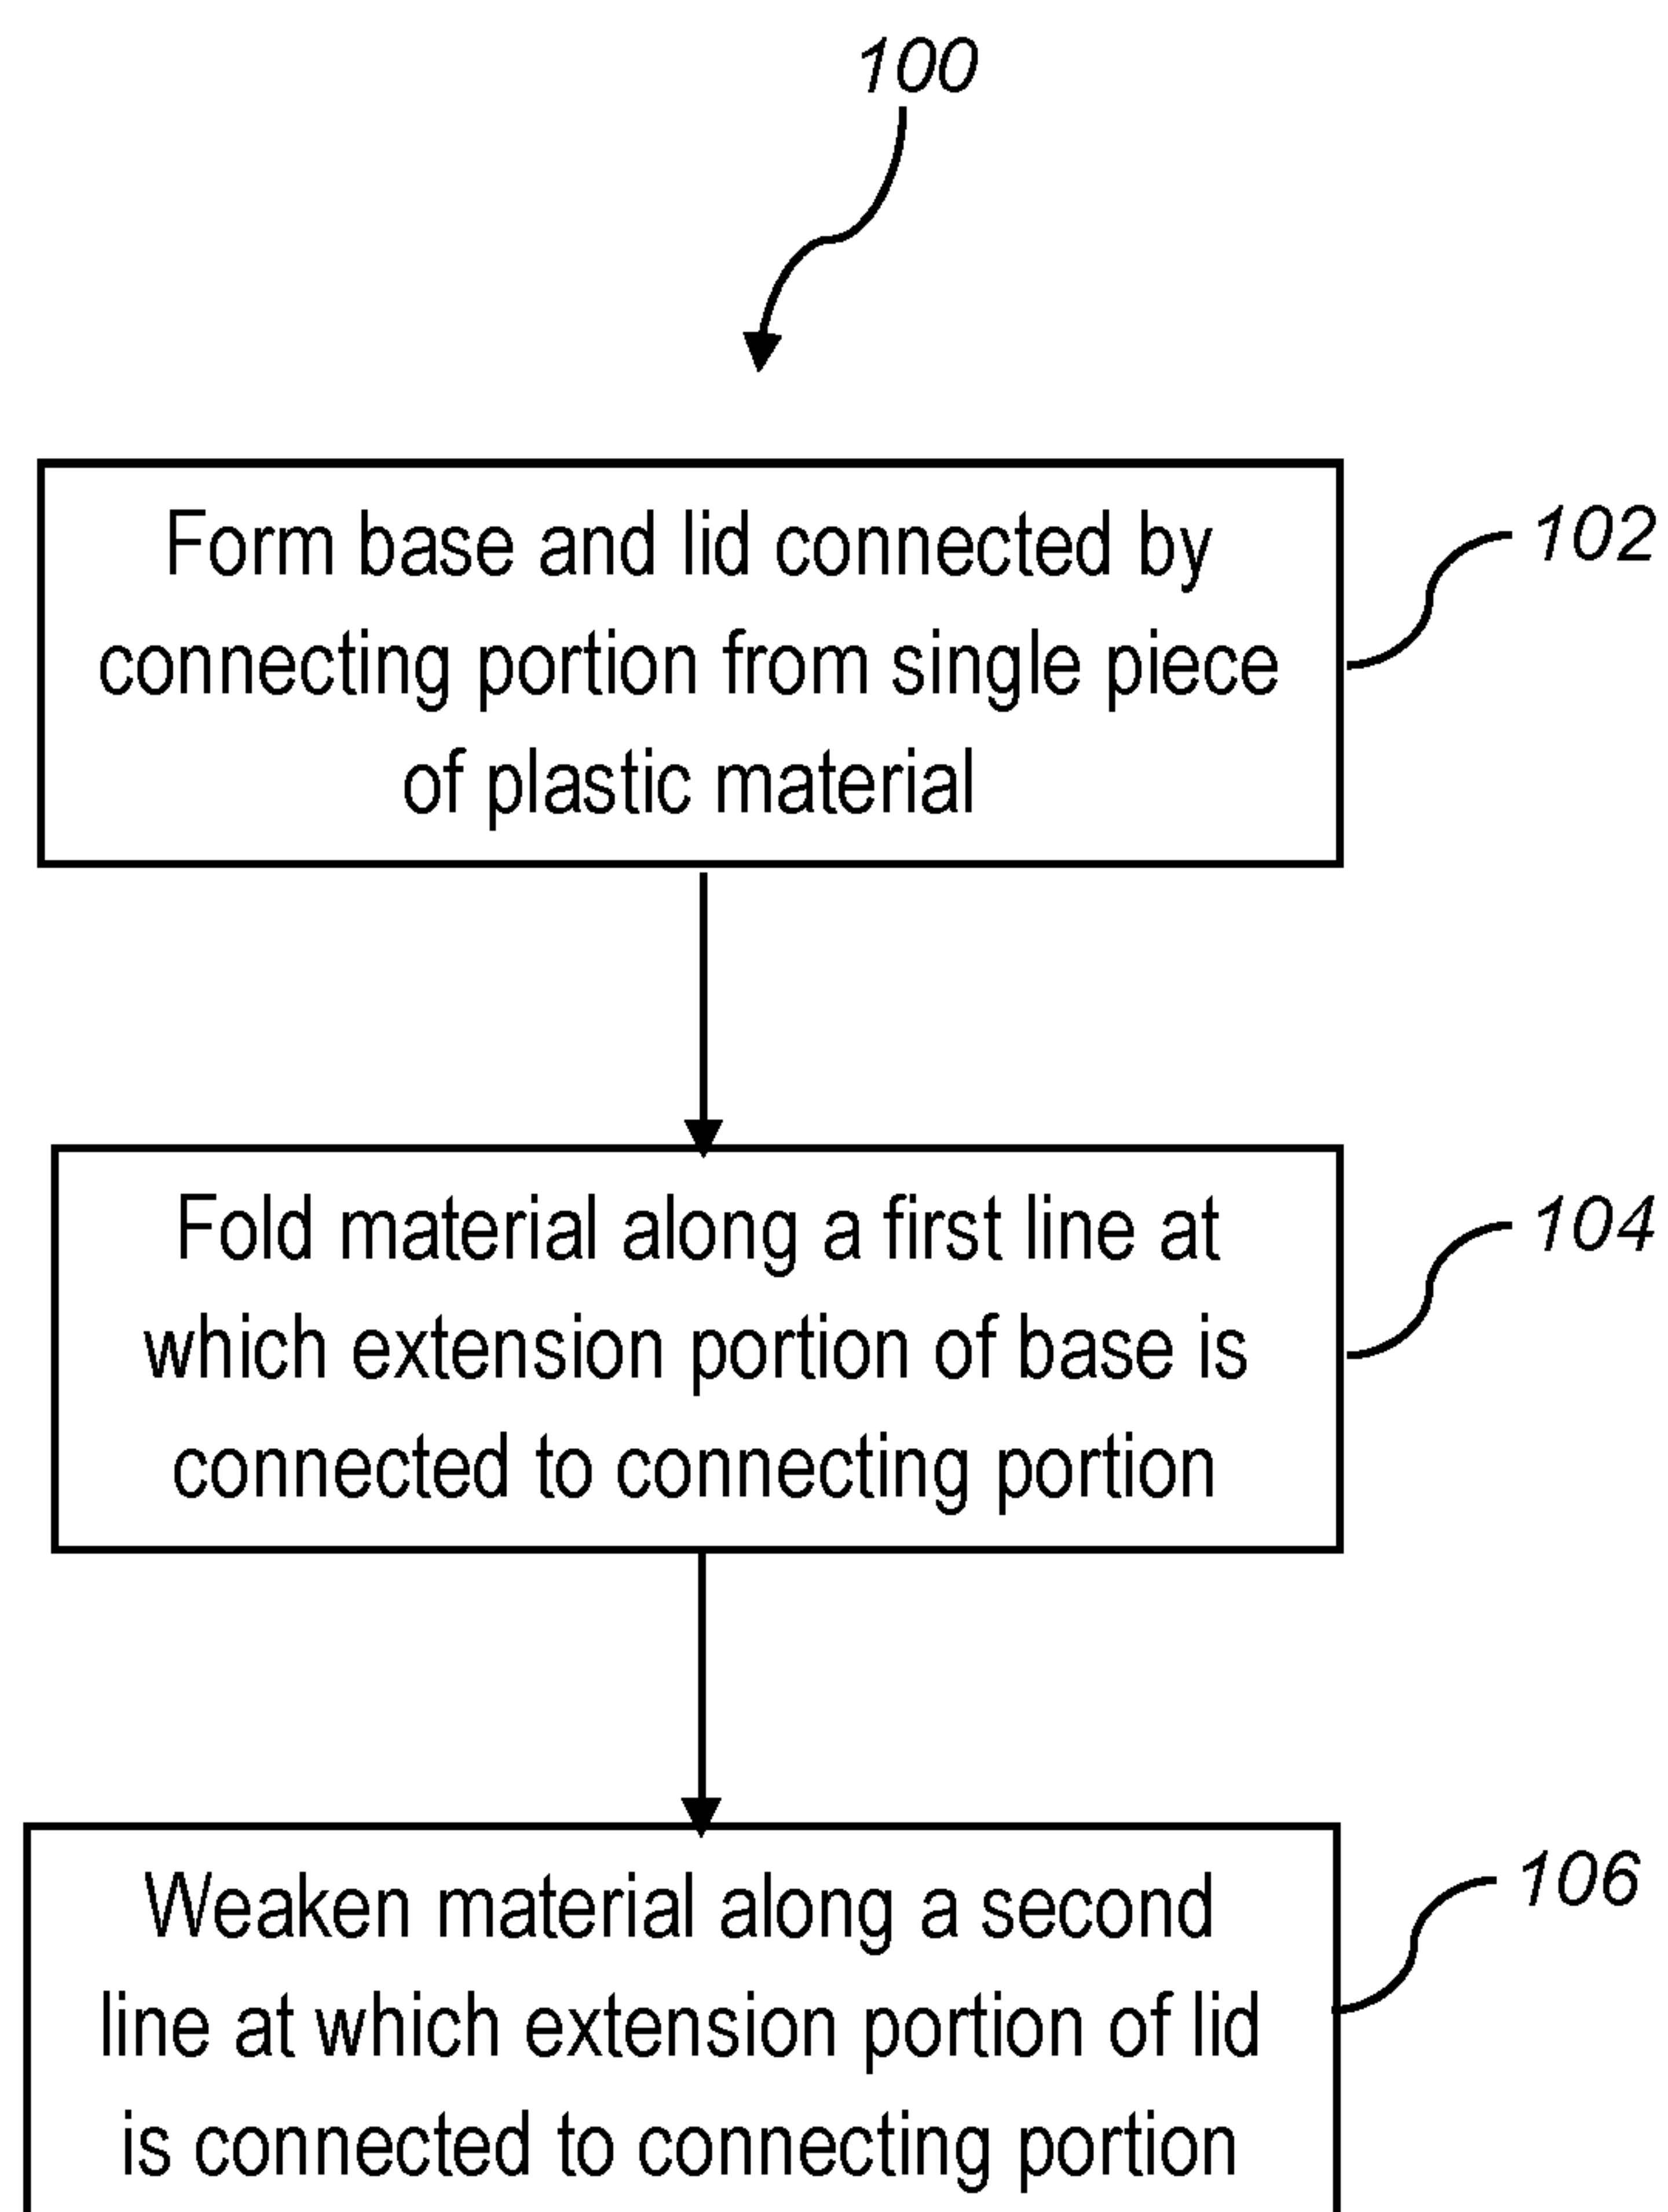 100
Form base and lid connected by
connecting portion from single piece
of plastic material
102
Fold material along a first line at
which extension portion of base is
connected to connecting portion
104
Weaken material along a second
line at which extension portion of lid
is connected to connecting portion
106